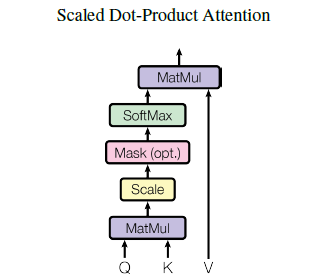 Scaled Dot-Product Attention
MatMul
SoftMax
Mask (opt.)
Scale
MatMul
Q K V